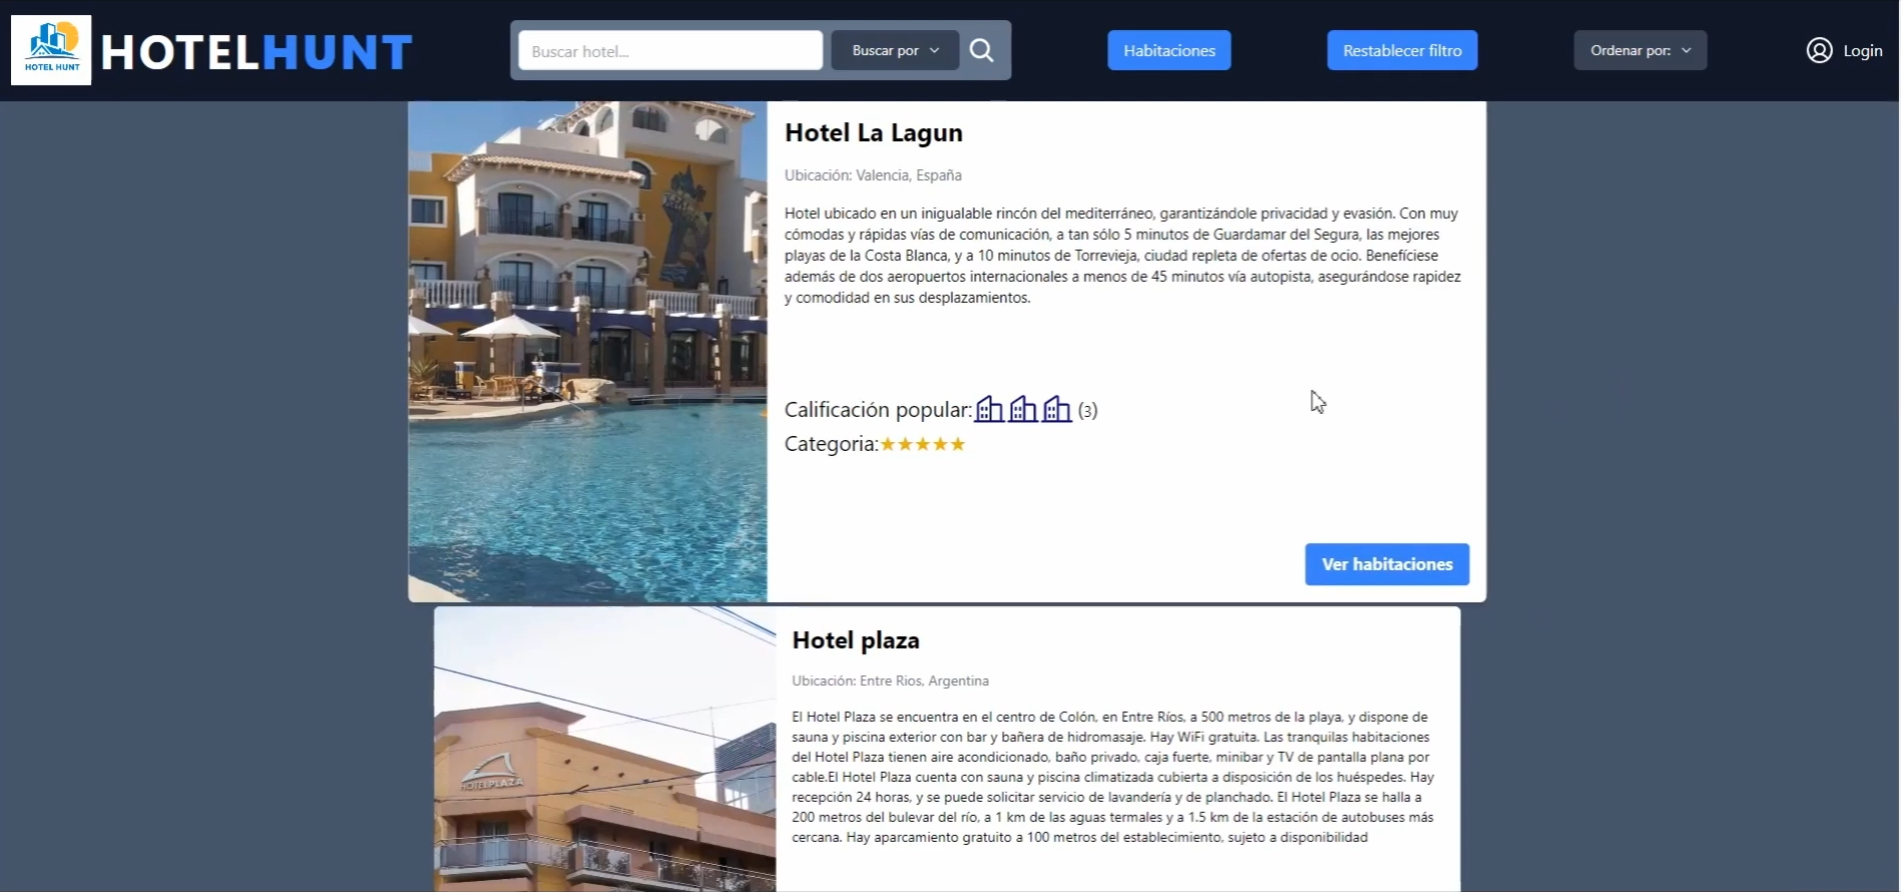 HOTEL HUNT
HOTELHUNT
Buscar hotel...
Buscar por
Habitaciones
Restablecer filtro
Ordenar por:
Login
Hotel La Lagun
Ubicación: Valencia, España
Hotel ubicado en un inigualable rincón del mediterráneo, garantizándole privacidad y evasión. Con muy
cómodas y rápidas vías de comunicación, a tan sólo 5 minutos de Guardamar del Segura, las mejores
playas de la Costa Blanca, y a 10 minutos de Torrevieja, ciudad repleta de ofertas de ocio. Benefíciese
además de dos aeropuertos internacionales a menos de 45 minutos vía autopista, asegurándose rapidez
y comodidad en sus desplazamientos.
Calificación popular: (3)
Categoria:★★★★★
Ver habitaciones
Hotel plaza
Ubicación: Entre Rios, Argentina
El Hotel Plaza se encuentra en el centro de Colón, en Entre Ríos, a 500 metros de la playa, y dispone de
sauna y piscina exterior con bar y bañera de hidromasaje. Hay WiFi gratuita. Las tranquilas habitaciones
del Hotel Plaza tienen aire acondicionado, baño privado, caja fuerte, minibar y TV de pantalla plana por
cable.El Hotel Plaza cuenta con sauna y piscina climatizada cubierta a disposición de los huéspedes. Hay
recepción 24 horas, y se puede solicitar servicio de lavandería y de planchado. El Hotel Plaza se halla a
200 metros del bulevar del río, a 1 km de las aguas termales y a 1.5 km de la estación de autobuses más
cercana. Hay aparcamiento gratuito a 100 metros del establecimiento, sujeto a disponibilidad
HOTEL PLAZA